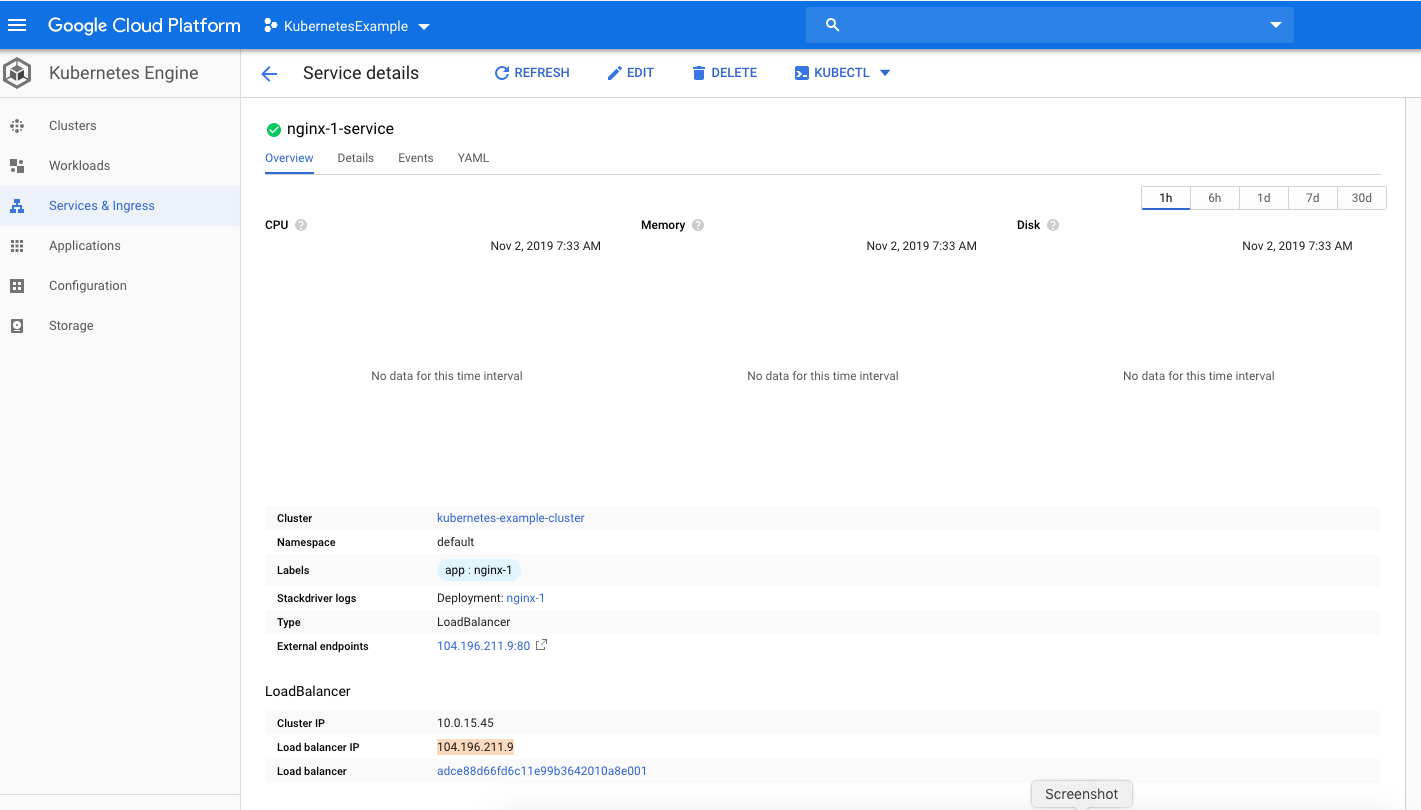 Google Cloud Platform KubernetesExample
Kubernetes Engine
Service details REFRESH EDIT DELETE KUBECTL
Clusters
Workloads
Services & Ingress
Applications
Configuration
Storage
nginx-1-service
Overview Details Events YAML
1h 6h 1d 7d 30d
CPU ? Memory ? Disk ?
Nov 2, 2019 7:33 AM Nov 2, 2019 7:33 AM Nov 2, 2019 7:33 AM
No data for this time interval No data for this time interval No data for this time interval
Cluster kubernetes-example-cluster
Namespace default
Labels app : nginx-1
Stackdriver logs Deployment: nginx-1
Type LoadBalancer
External endpoints 104.196.211.9:80
LoadBalancer
Cluster IP 10.0.15.45
Load balancer IP 104.196.211.9
Load balancer adce88d66fd6c11e99b3642010a8e001
Screenshot